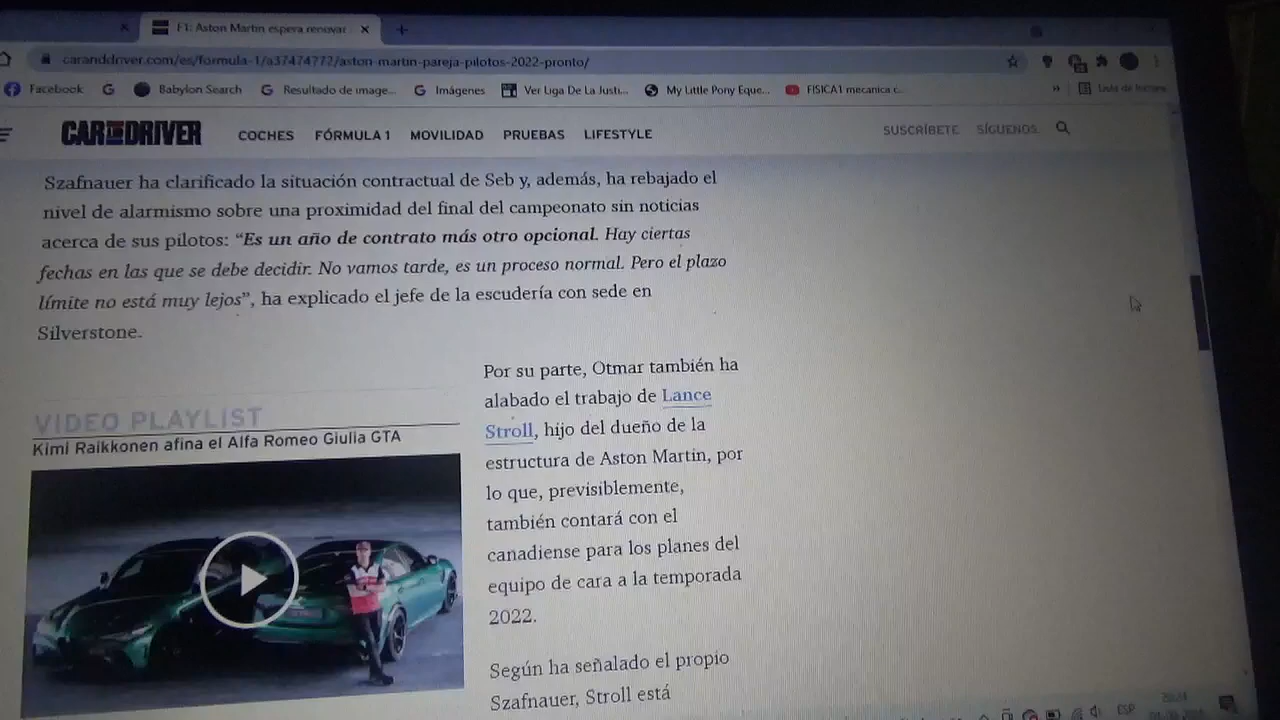 F1: Aston Martin espera renovar
caranddriver.com/es/formula-1/a37474772/aston-martin-pareja-pilotos-2022-pronto/
Facebook Babylon Search Resultado de image... Imágenes Ver Liga De La Justi... My Little Pony Eque... FISICA1 mecanica c... » Lista de lectura
CAR AND DRIVER COCHES FÓRMULA 1 MOVILIDAD PRUEBAS LIFESTYLE SUSCRÍBETE SÍGUENOS
Szafnauer ha clarificado la situación contractual de Seb y, además, ha rebajado el
nivel de alarmismo sobre una proximidad del final del campeonato sin noticias
acerca de sus pilotos: “Es un año de contrato más otro opcional. Hay ciertas
fechas en las que se debe decidir. No vamos tarde, es un proceso normal. Pero el plazo
límite no está muy lejos”, ha explicado el jefe de la escudería con sede en
Silverstone.
VIDEO PLAYLIST
Kimi Raikkonen afina el Alfa Romeo Giulia GTA
Por su parte, Otmar también ha
alabado el trabajo de Lance
Stroll, hijo del dueño de la
estructura de Aston Martin, por
lo que, previsiblemente,
también contará con el
canadiense para los planes del
equipo de cara a la temporada
2022.
Según ha señalado el propio
Szafnauer, Stroll está
ESP